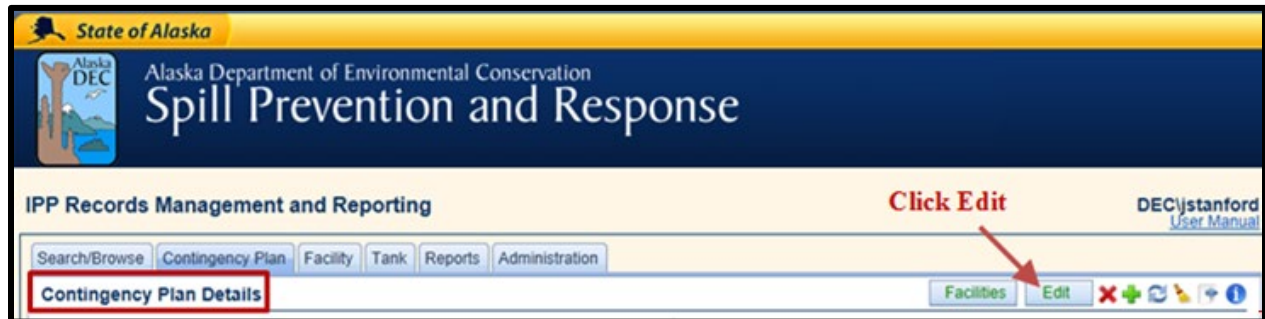 State of Alaska
Alaska
DEC
Alaska Department of Environmental Conservation
Spill Prevention and Response
IPP Records Management and Reporting
Click Edit
DEC\jstanford
User Manual
Search/Browse Contingency Plan Facility Tank Reports Administration
Contingency Plan Details
Facilities Edit